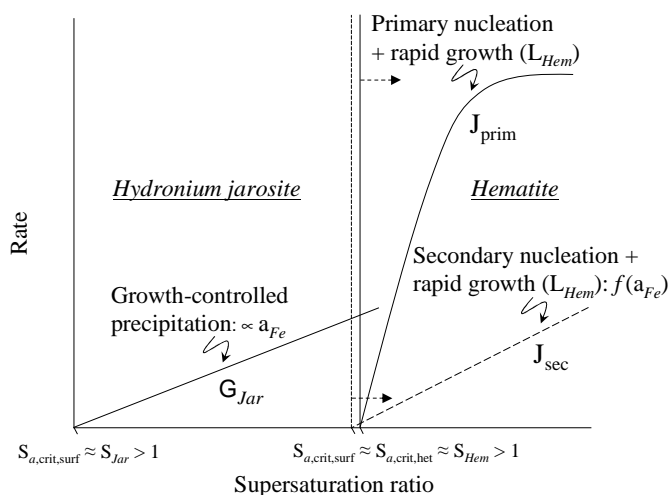 Primary nucleation
+ rapid growth (L_Hem)
J_prim
Hydronium jarosite
Hematite
Rate
Secondary nucleation +
rapid growth (L_Hem): f(a_Fe)
Growth-controlled
precipitation: ∝ a_Fe
J_sec
G_Jar
S_a,crit,surf ≈ S_Jar > 1
S_a,crit,surf ≈ S_a,crit,het ≈ S_Hem > 1
Supersaturation ratio